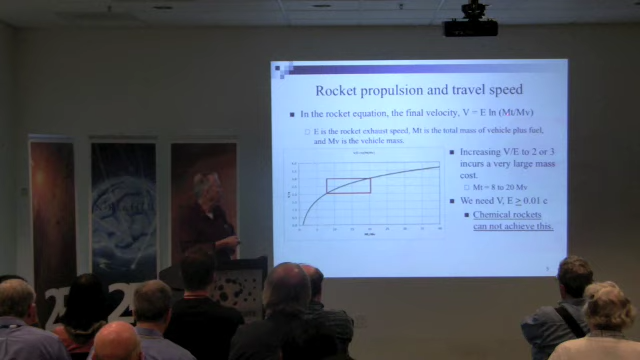 Rocket propulsion and travel speed
In the rocket equation, the final velocity, V = E ln (Mt/Mv)
E is the rocket exhaust speed, Mt is the total mass of vehicle plus fuel,
and Mv is the vehicle mass.
Increasing V/E to 2 or 3
incurs a very large mass
cost.
Mt = 8 to 20 Mv
We need V, E ≥ 0.01 c
Chemical rockets
can not achieve this.